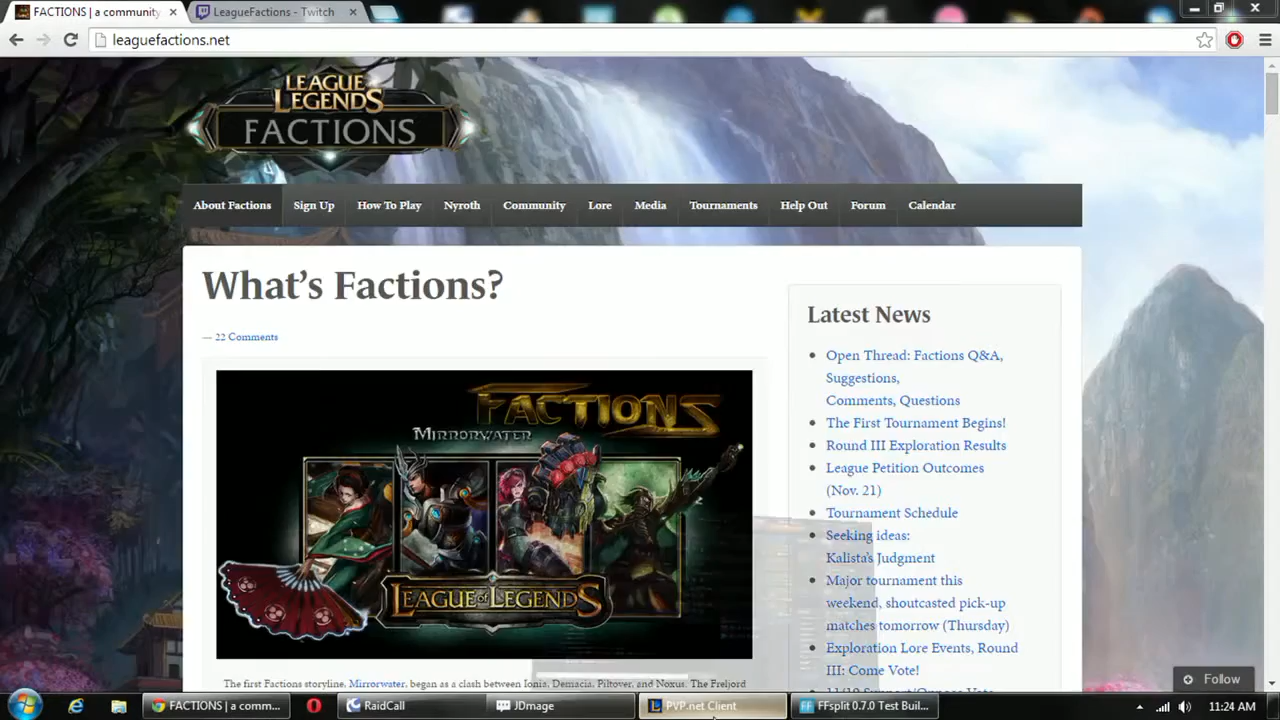 FACTIONS | a community
LeagueFactions - Twitch
leaguefactions.net
LEAGUE
LEGENDS
FACTIONS
About Factions
Sign Up
How To Play
Nyroth
Community
Lore
Media
Tournaments
Help Out
Forum
Calendar
What's Factions?
— 22 Comments
FACTIONS
MIRRORWATER
LEAGUE OF LEGENDS
The first Factions storyline, Mirrorwater, began as a clash between Ionia, Demacia, Piltover, and Noxus. The Freljord
Latest News
Open Thread: Factions Q&A,
Suggestions,
Comments, Questions
The First Tournament Begins!
Round III Exploration Results
League Petition Outcomes
(Nov. 21)
Tournament Schedule
Seeking ideas:
Kalista's Judgment
Major tournament this
weekend, shoutcasted pick-up
matches tomorrow (Thursday)
Exploration Lore Events, Round
III: Come Vote!
Follow
FACTIONS | a comm...
RaidCall
JDmage
PVP.net Client
FFsplit 0.7.0 Test Buil...
11:24 AM